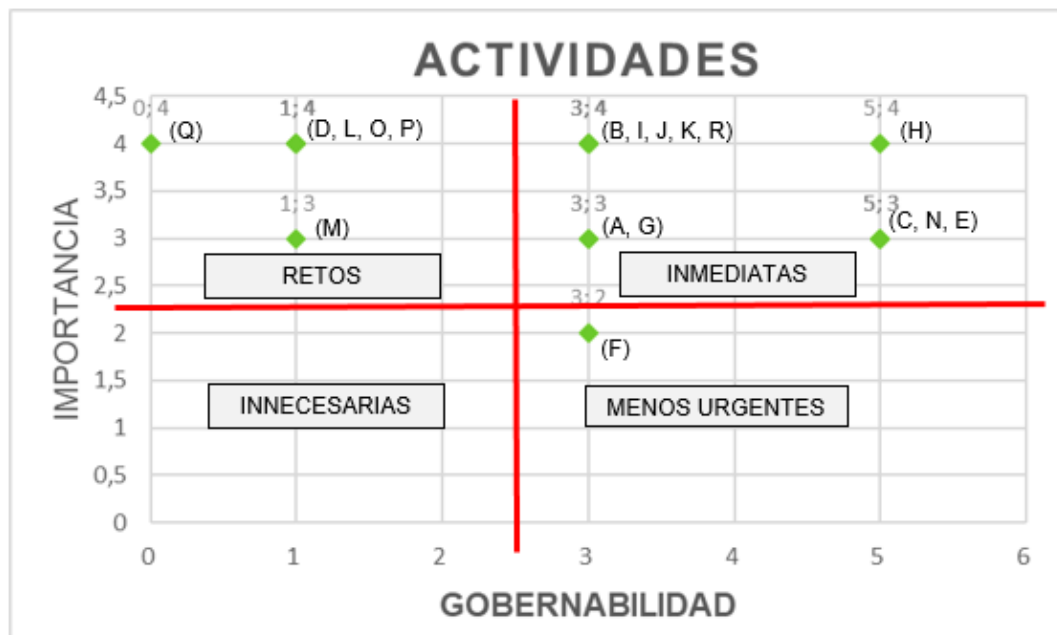 ACTIVIDADES
4,5
0; 4
1; 4
3; 4
5; 4
4
(Q)
(D, L, O, P)
(B, I, J, K, R)
(H)
3,5
1; 3
3; 3
5; 3
3
(M)
(A, G)
(C, N, E)
2,5
RETOS
INMEDIATAS
3; 2
2
(F)
1,5
INNECESARIAS
MENOS URGENTES
1
0,5
0
0 1 2 3 4 5 6
IMPORTANCIA
GOBERNABILIDAD